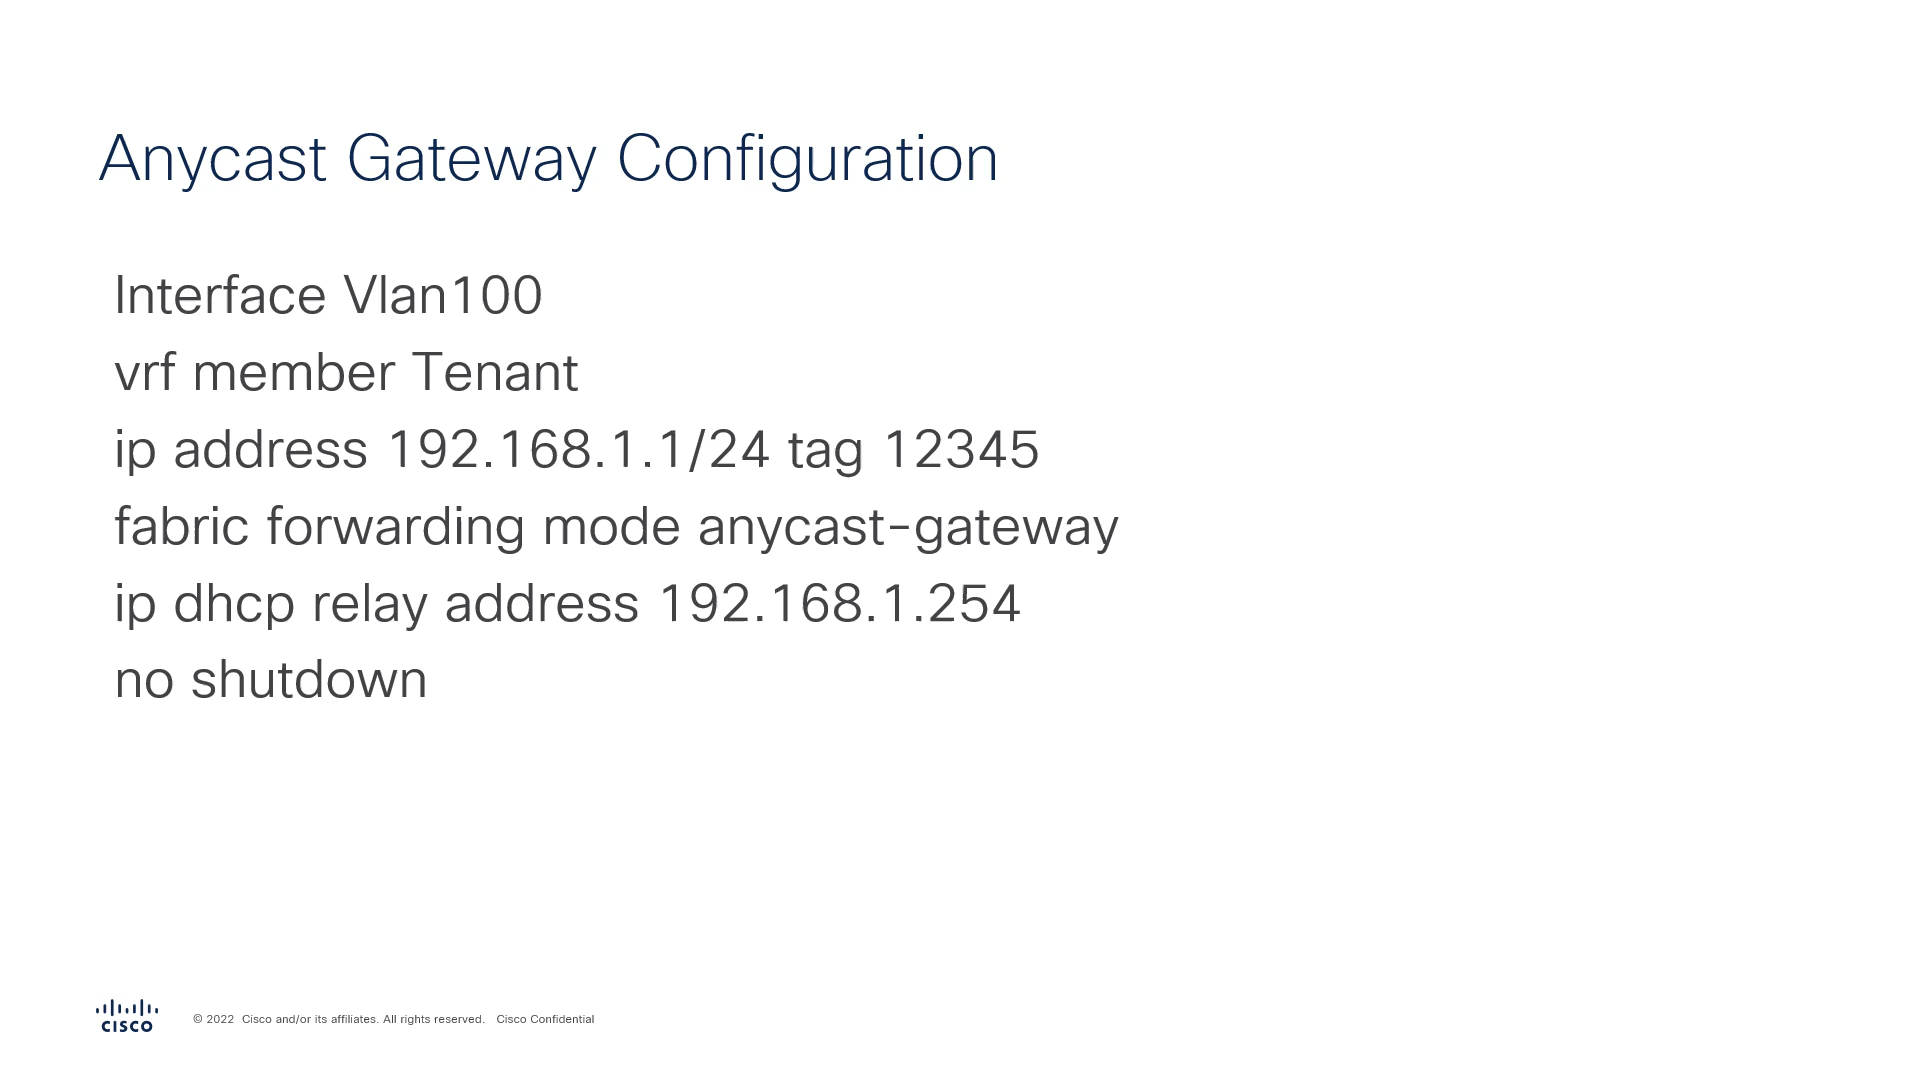 Anycast Gateway Configuration
Interface Vlan100
vrf member Tenant
ip address 192.168.1.1/24 tag 12345
fabric forwarding mode anycast-gateway
ip dhcp relay address 192.168.1.254
no shutdown
CISCO
© 2022 Cisco and/or its affiliates. All rights reserved. Cisco Confidential